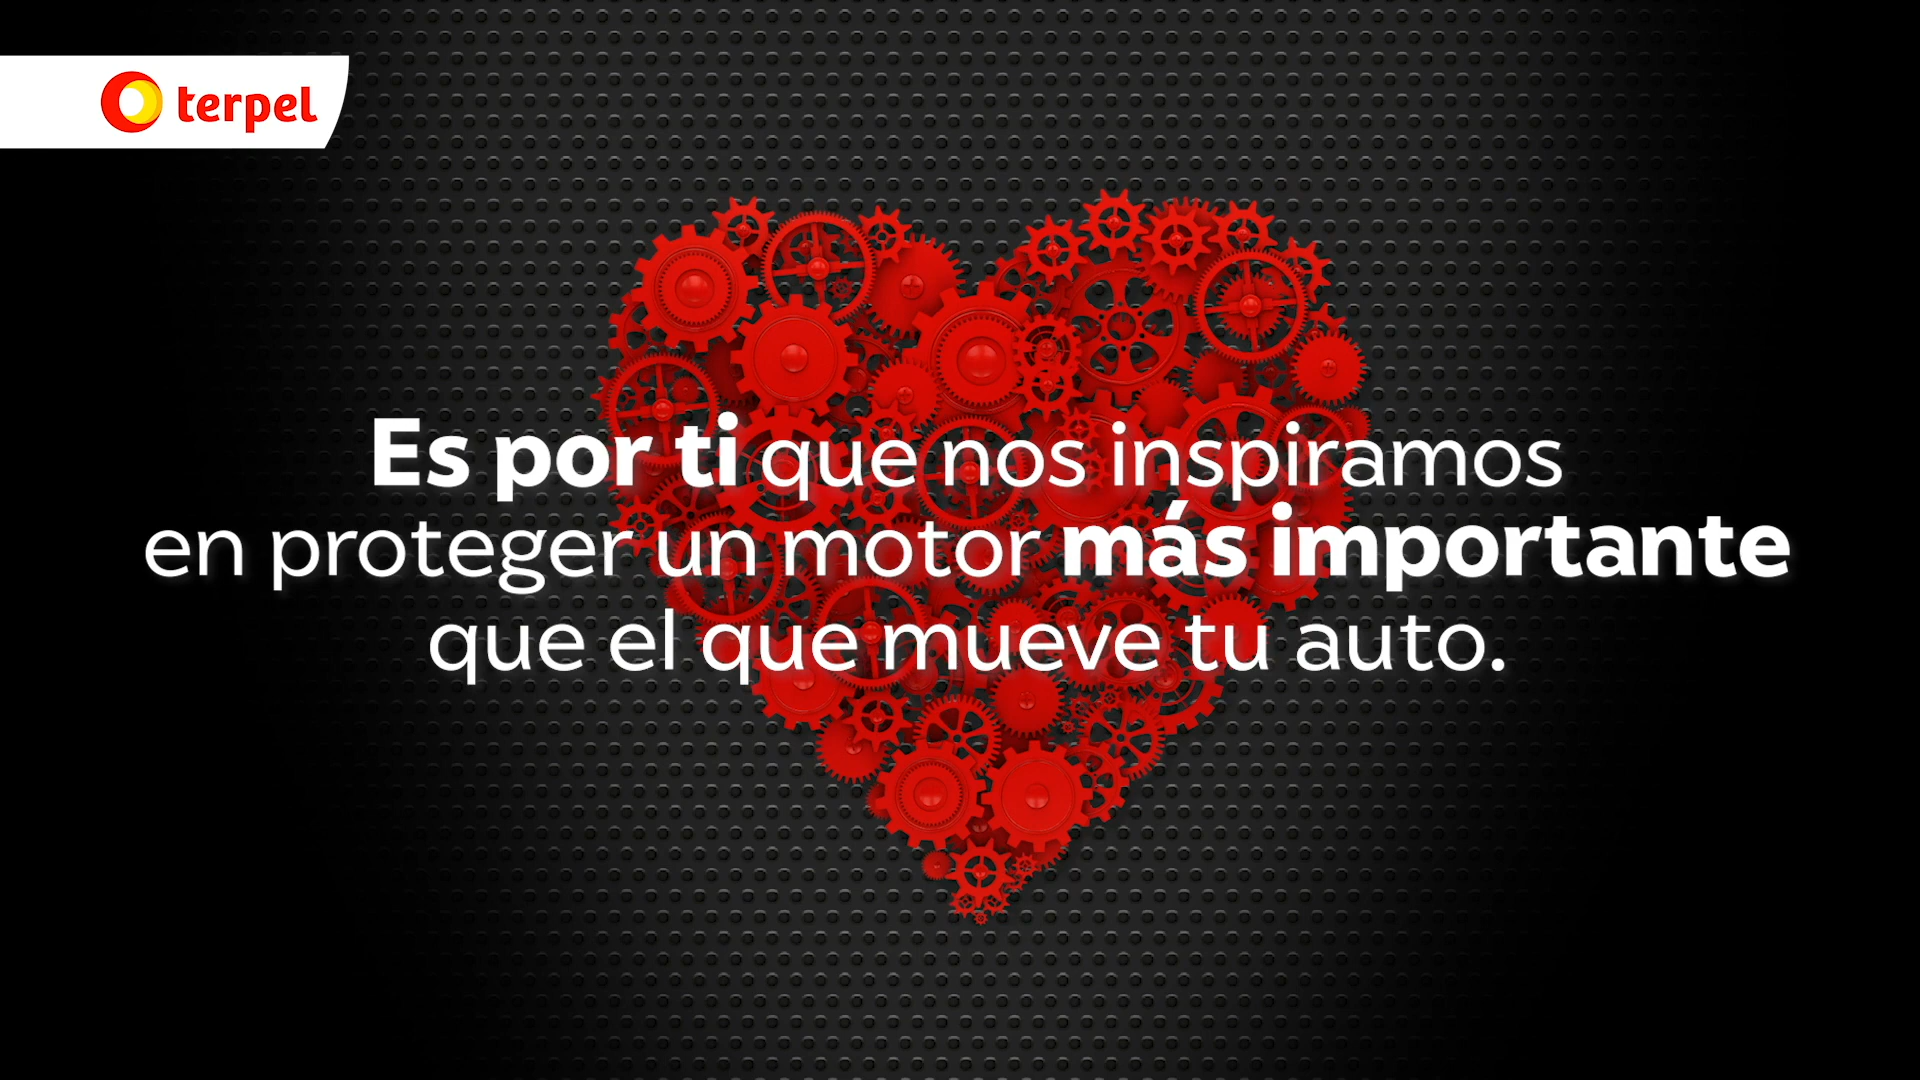 terpel
Es por ti que nos inspiramos
en proteger un motor más importante
que el que mueve tu auto.